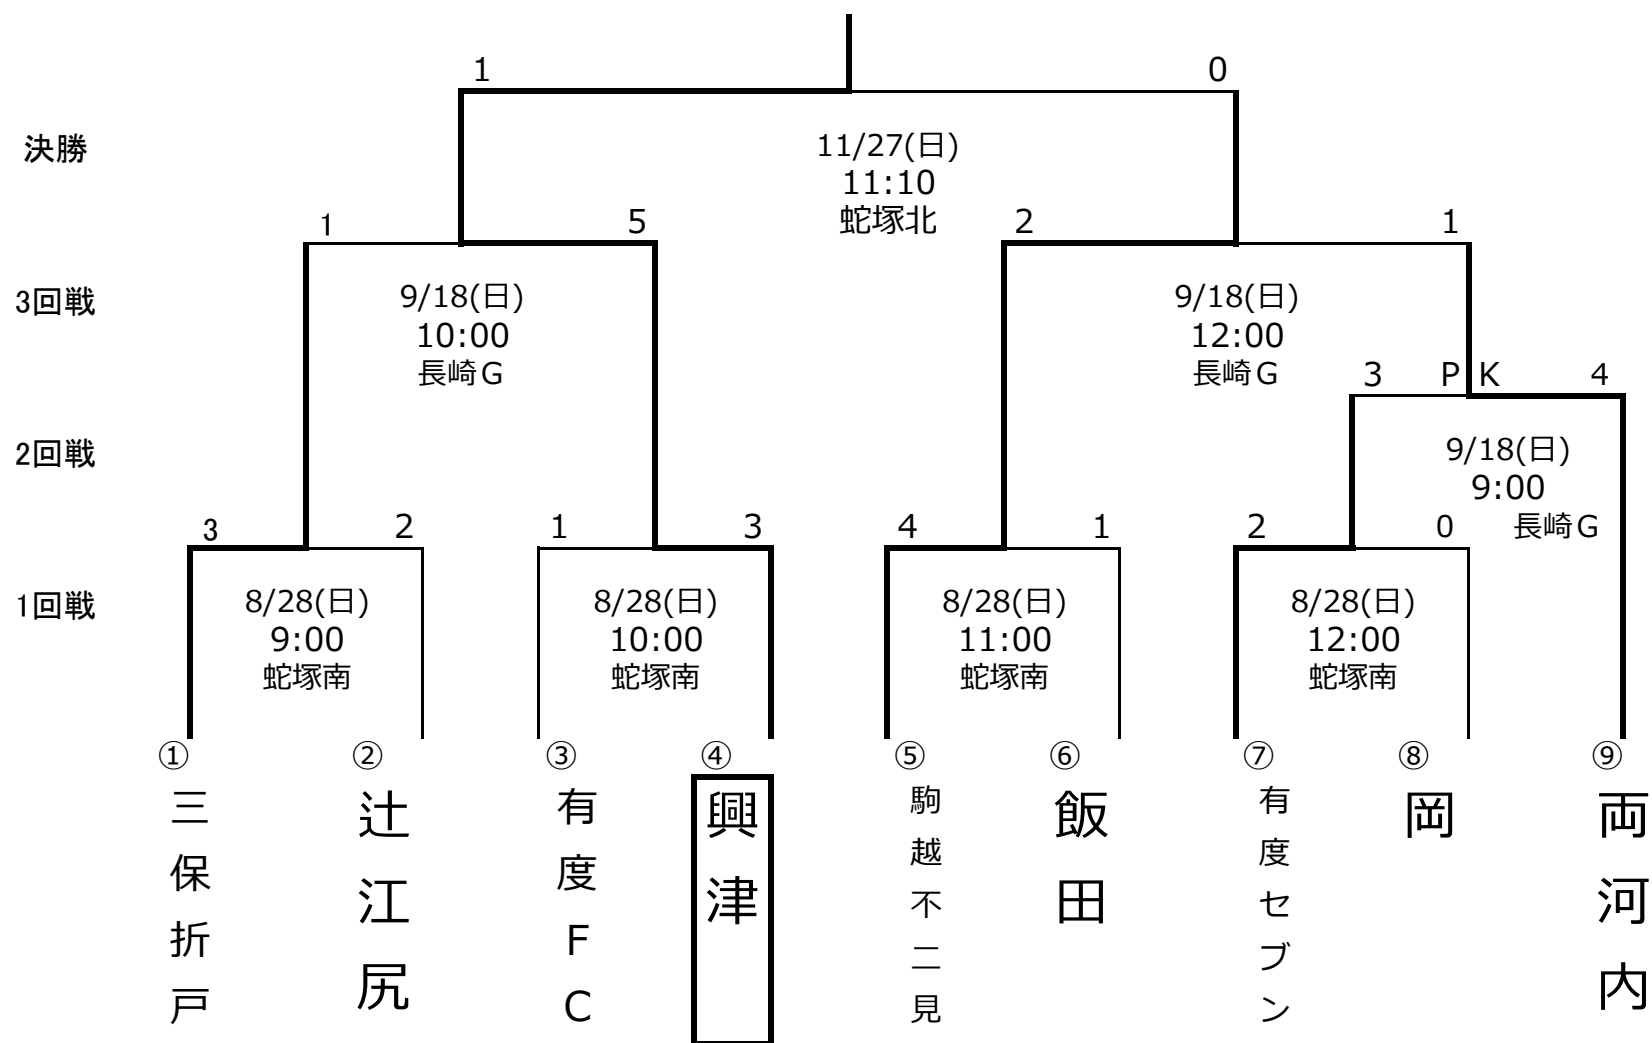 1 0
決勝
11/27(日)
11:10
蛇塚北
1 5 2 1
3回戦
9/18(日)
10:00
長崎G
9/18(日)
12:00
長崎G
3 PK 4
2回戦
9/18(日)
9:00
長崎G
3 2 1 3 4 1 2 0
1回戦
8/28(日)
9:00
蛇塚南
8/28(日)
10:00
蛇塚南
8/28(日)
11:00
蛇塚南
8/28(日)
12:00
蛇塚南
① ② ③ ④ ⑤ ⑥ ⑦ ⑧ ⑨
三保折戸
辻江尻
有度FC
興津
駒越不二見
飯田
有度セブン
岡
両河内